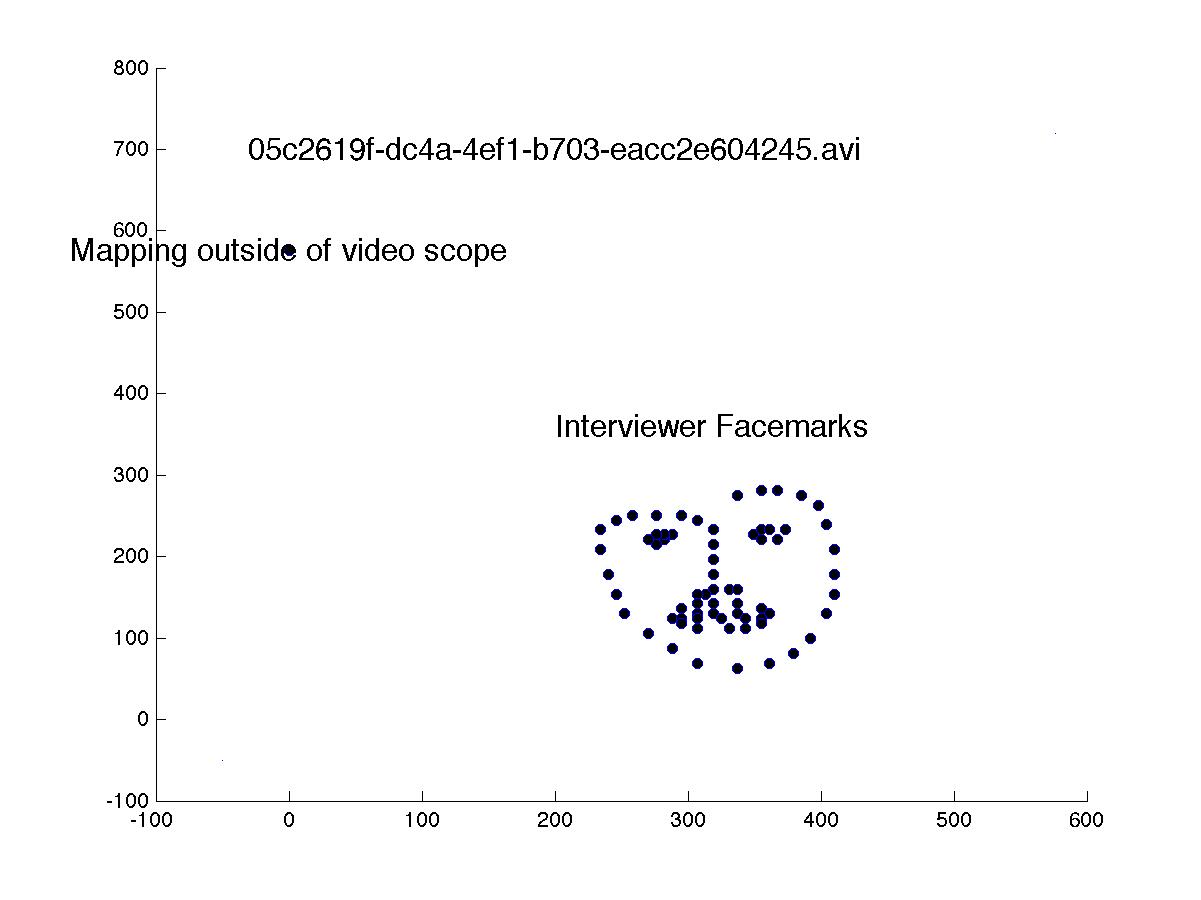 800
700
05c2619f-dc4a-4ef1-b703-eacc2e604245.avi
600
Mapping outside of video scope
500
400
Interviewer Facemarks
300
200
100
0
-100
-100 0 100 200 300 400 500 600